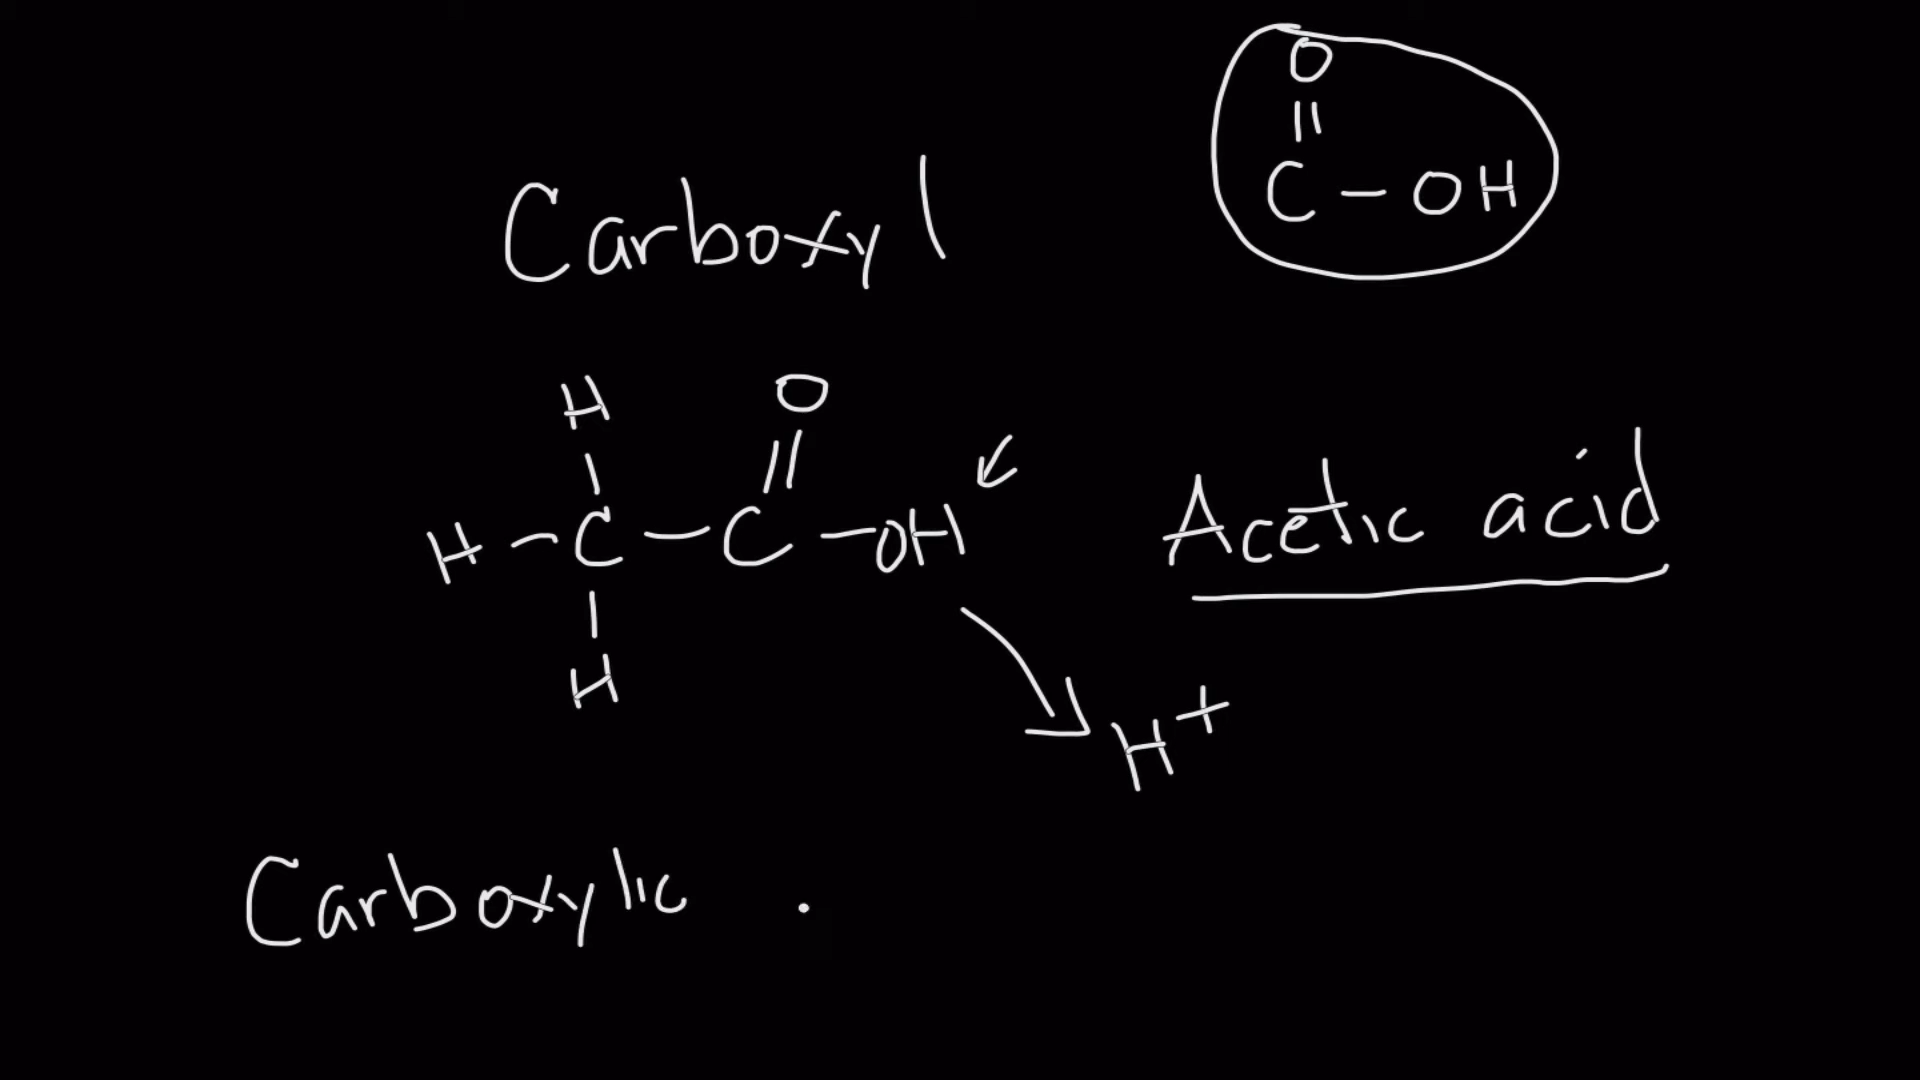 O
||
C - OH
Carboxyl
H O
| ||
H - C - C - OH
|
H
Acetic acid
H+
Carboxylic .